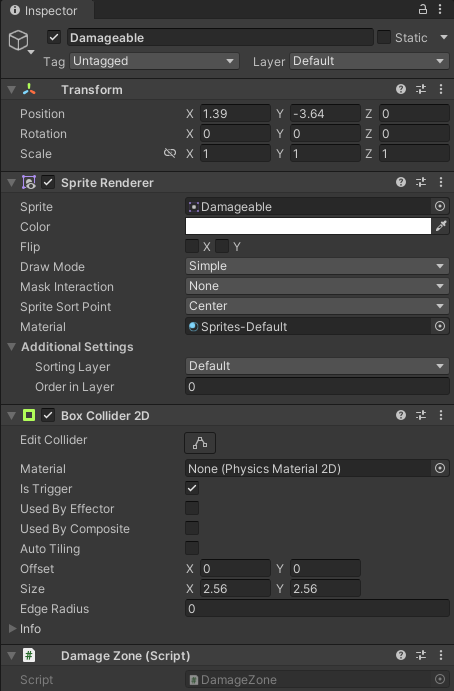 Inspector
Damageable Static
Tag Untagged Layer Default
Transform
Position X 1.39 Y -3.64 Z 0
Rotation X 0 Y 0 Z 0
Scale X 1 Y 1 Z 1
Sprite Renderer
Sprite Damageable
Color
Flip X Y
Draw Mode Simple
Mask Interaction None
Sprite Sort Point Center
Material Sprites-Default
Additional Settings
Sorting Layer Default
Order in Layer 0
Box Collider 2D
Edit Collider
Material None (Physics Material 2D)
Is Trigger
Used By Effector
Used By Composite
Auto Tiling
Offset X 0 Y 0
Size X 2.56 Y 2.56
Edge Radius 0
Info
# Damage Zone (Script)
Script DamageZone